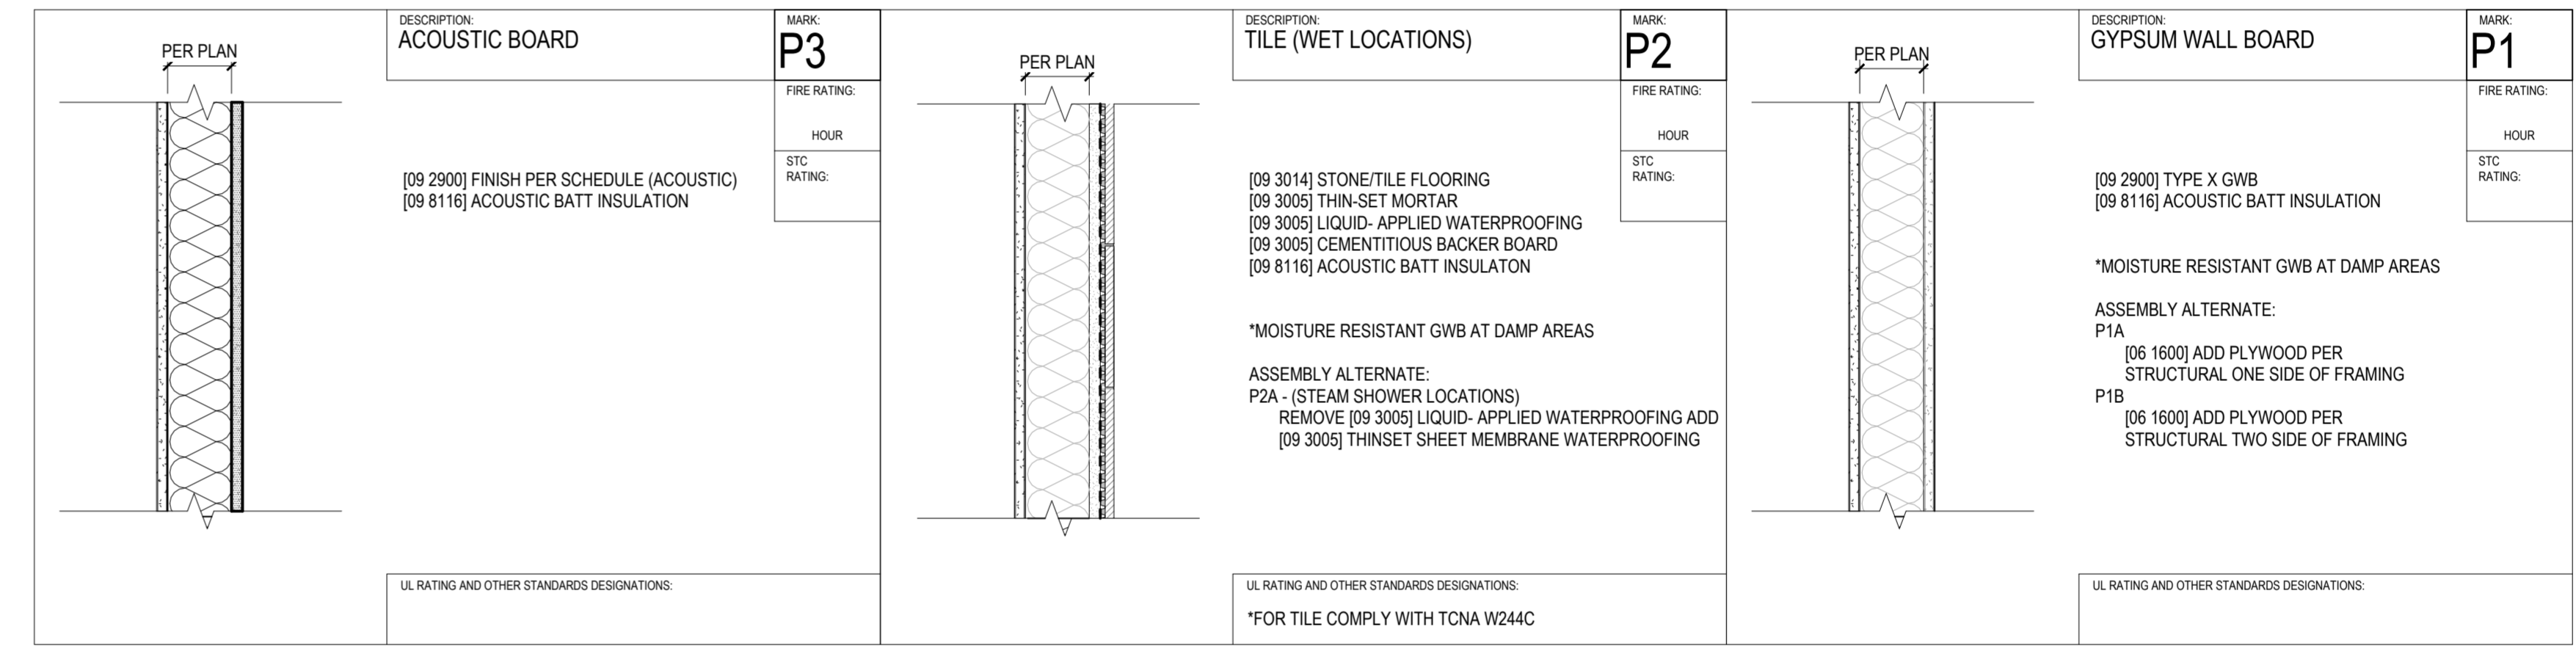 PER PLAN
DESCRIPTION:
ACOUSTIC BOARD
MARK:
P3
FIRE RATING:
HOUR
STC
RATING:
[09 2900] FINISH PER SCHEDULE (ACOUSTIC)
[09 8116] ACOUSTIC BATT INSULATION
UL RATING AND OTHER STANDARDS DESIGNATIONS:
PER PLAN
DESCRIPTION:
TILE (WET LOCATIONS)
MARK:
P2
FIRE RATING:
HOUR
STC
RATING:
[09 3014] STONE/TILE FLOORING
[09 3005] THIN-SET MORTAR
[09 3005] LIQUID- APPLIED WATERPROOFING
[09 3005] CEMENTITIOUS BACKER BOARD
[09 8116] ACOUSTIC BATT INSULATON
*MOISTURE RESISTANT GWB AT DAMP AREAS
ASSEMBLY ALTERNATE:
P2A - (STEAM SHOWER LOCATIONS)
REMOVE [09 3005] LIQUID- APPLIED WATERPROOFING ADD
[09 3005] THINSET SHEET MEMBRANE WATERPROOFING
UL RATING AND OTHER STANDARDS DESIGNATIONS:
*FOR TILE COMPLY WITH TCNA W244C
PER PLAN
DESCRIPTION:
GYPSUM WALL BOARD
MARK:
P1
FIRE RATING:
HOUR
STC
RATING:
[09 2900] TYPE X GWB
[09 8116] ACOUSTIC BATT INSULATION
*MOISTURE RESISTANT GWB AT DAMP AREAS
ASSEMBLY ALTERNATE:
P1A
[06 1600] ADD PLYWOOD PER
STRUCTURAL ONE SIDE OF FRAMING
P1B
[06 1600] ADD PLYWOOD PER
STRUCTURAL TWO SIDE OF FRAMING
UL RATING AND OTHER STANDARDS DESIGNATIONS: